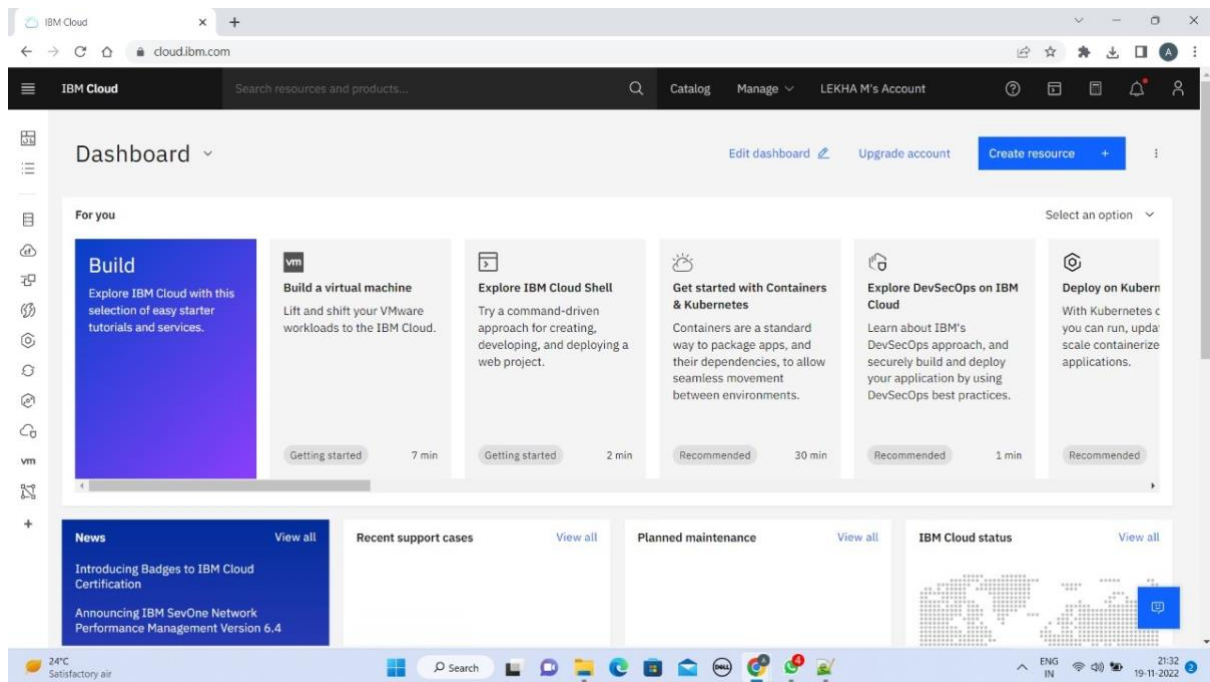 IBM Cloud
cloud.ibm.com
A
IBM Cloud
Search resources and products...
Catalog
Manage
LEKHA M's Account
Dashboard
Edit dashboard
Upgrade account
Create resource +
For you
Select an option
Build
Explore IBM Cloud with this
selection of easy starter
tutorials and services.
vm
Build a virtual machine
Lift and shift your VMware
workloads to the IBM Cloud.
Getting started
7 min
Explore IBM Cloud Shell
Try a command-driven
approach for creating,
developing, and deploying a
web project.
Getting started
2 min
Get started with Containers
& Kubernetes
Containers are a standard
way to package apps, and
their dependencies, to allow
seamless movement
between environments.
Recommended
30 min
Explore DevSecOps on IBM
Cloud
Learn about IBM's
DevSecOps approach, and
securely build and deploy
your application by using
DevSecOps best practices.
Recommended
1 min
Deploy on Kubern
With Kubernetes c
you can run, upda
scale containerize
applications.
Recommended
vm
News
View all
Introducing Badges to IBM Cloud
Certification
Announcing IBM SevOne Network
Performance Management Version 6.4
Recent support cases
View all
Planned maintenance
View all
IBM Cloud status
View all
24°C
Satisfactory air
Search
DELL
ENG
IN
21:32
19-11-2022
2